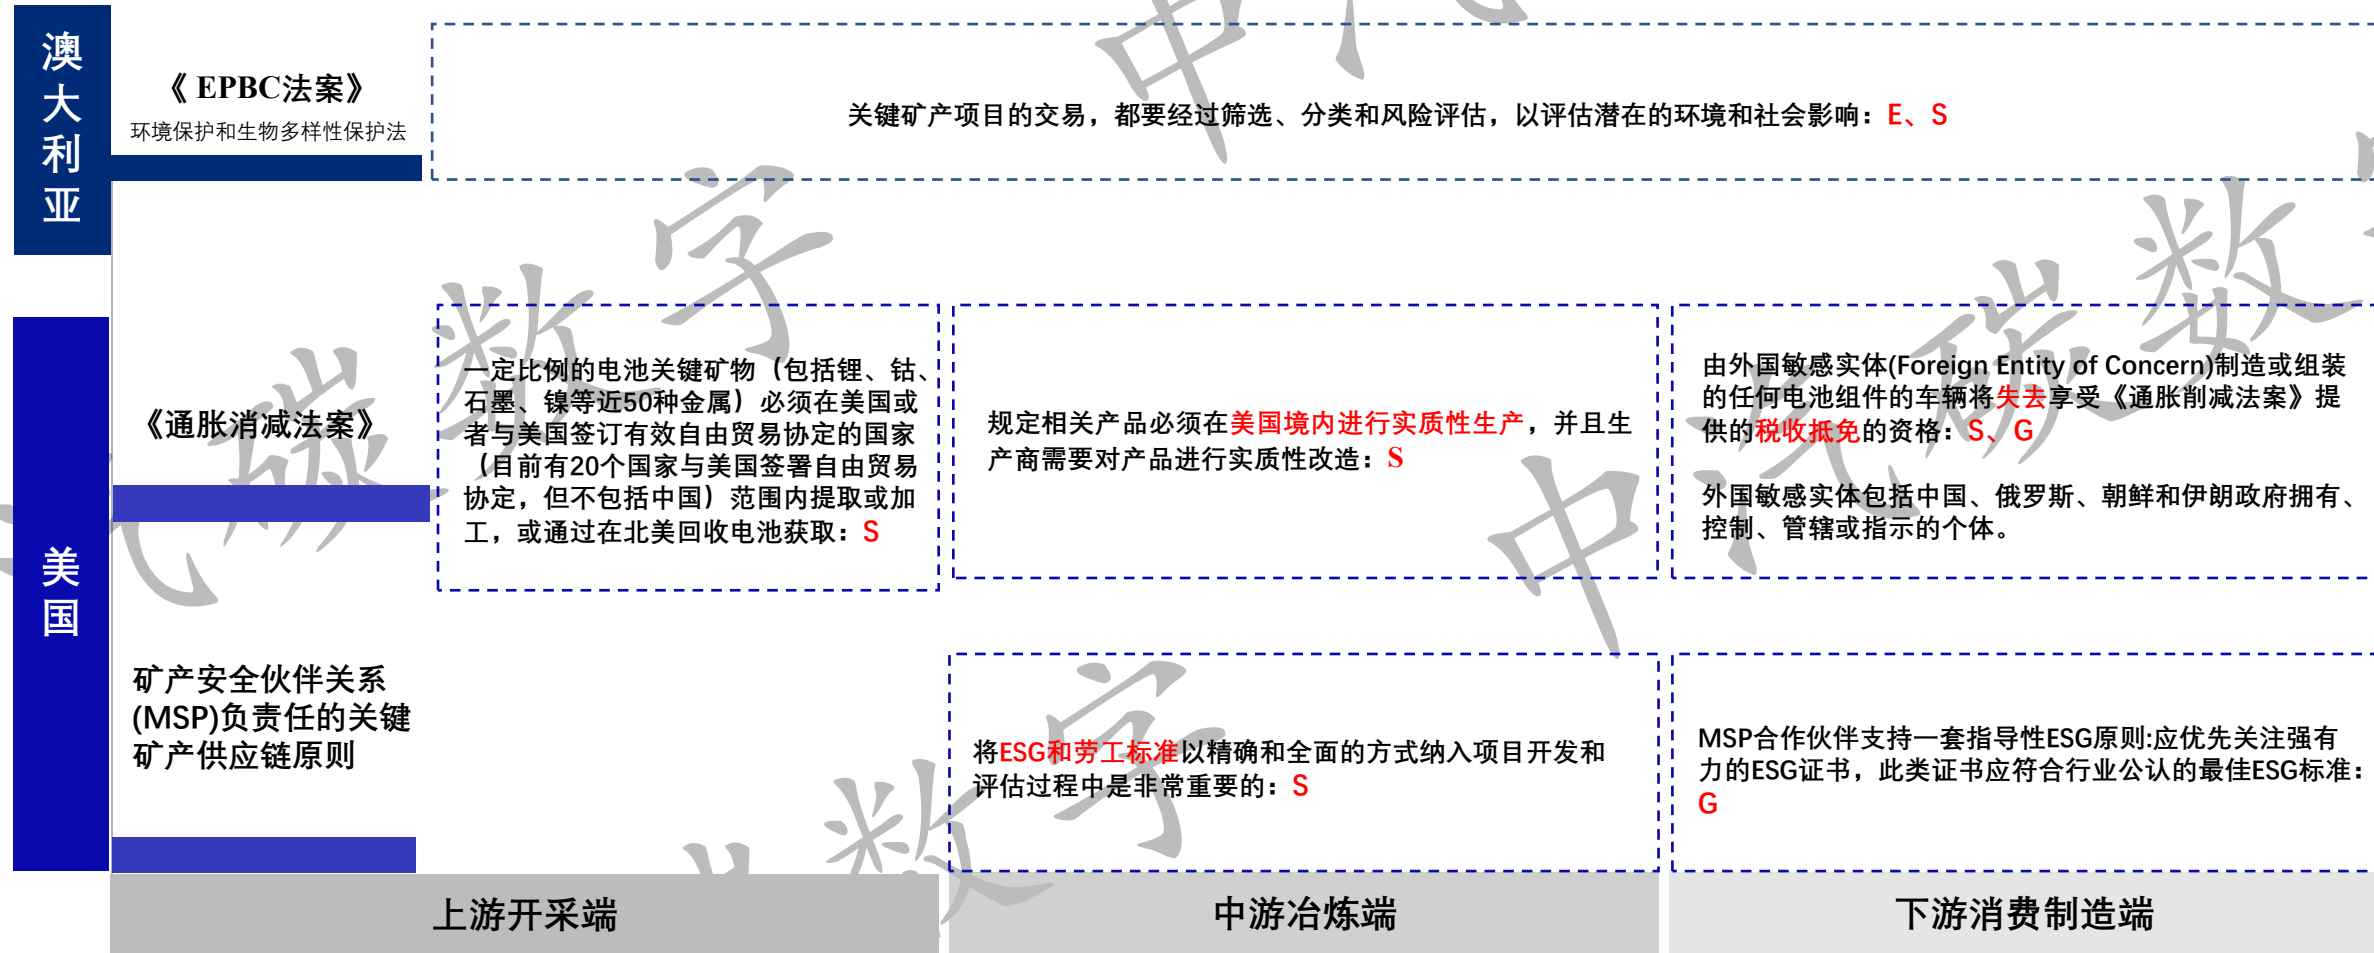 澳大利亚
《 EPBC法案》
环境保护和生物多样性保护法
关键矿产项目的交易，都要经过筛选、分类和风险评估，以评估潜在的环境和社会影响：E、S
美国
《通胀消减法案》
一定比例的电池关键矿物（包括锂、钴、
石墨、镍等近50种金属）必须在美国或
者与美国签订有效自由贸易协定的国家
（目前有20个国家与美国签署自由贸易
协定，但不包括中国）范围内提取或加
工，或通过在北美回收电池获取：S
规定相关产品必须在美国境内进行实质性生产，并且生
产商需要对产品进行实质性改造：S
由外国敏感实体(Foreign Entity of Concern)制造或组装
的任何电池组件的车辆将失去享受《通胀削减法案》提
供的税收抵免的资格：S、G
外国敏感实体包括中国、俄罗斯、朝鲜和伊朗政府拥有、
控制、管辖或指示的个体。
矿产安全伙伴关系
(MSP)负责任的关键
矿产供应链原则
将ESG和劳工标准以精确和全面的方式纳入项目开发和
评估过程中是非常重要的：S
MSP合作伙伴支持一套指导性ESG原则:应优先关注强有
力的ESG证书，此类证书应符合行业公认的最佳ESG标准：
G
上游开采端
中游冶炼端
下游消费制造端
中汽
汽碳数字
中汽碳数字
碳数字